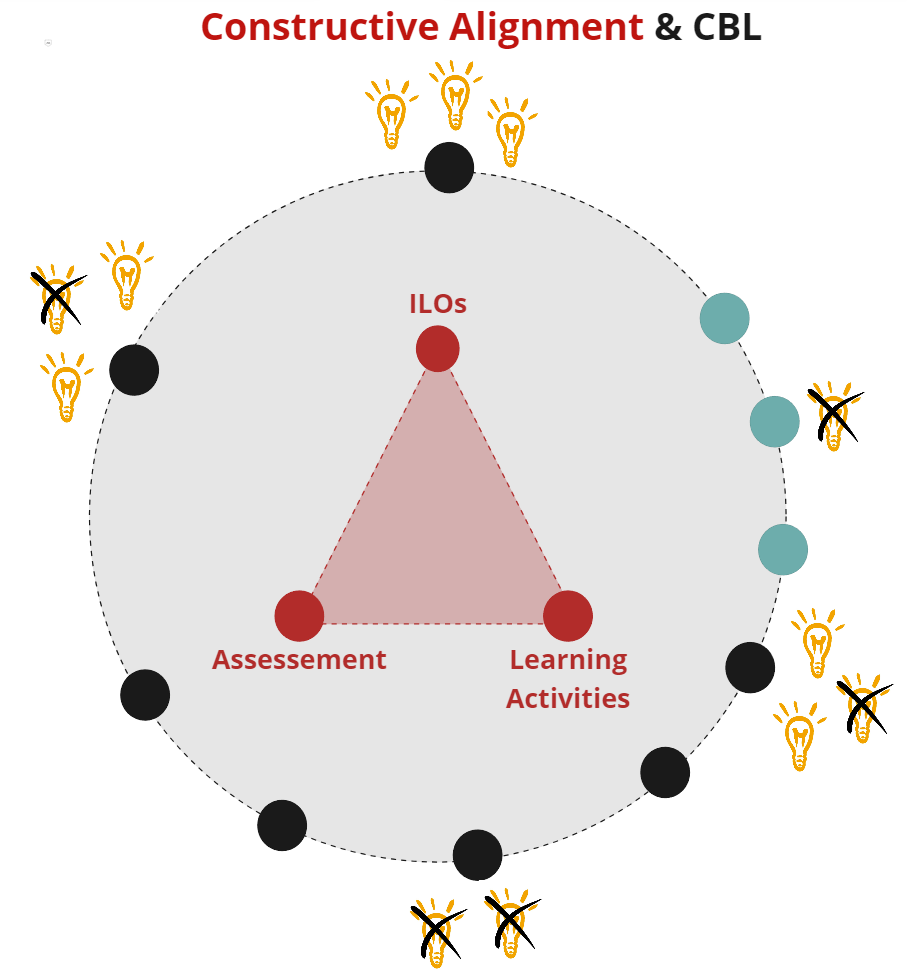 Constructive Alignment & CBL
ILOs
Assessement
Learning
Activities